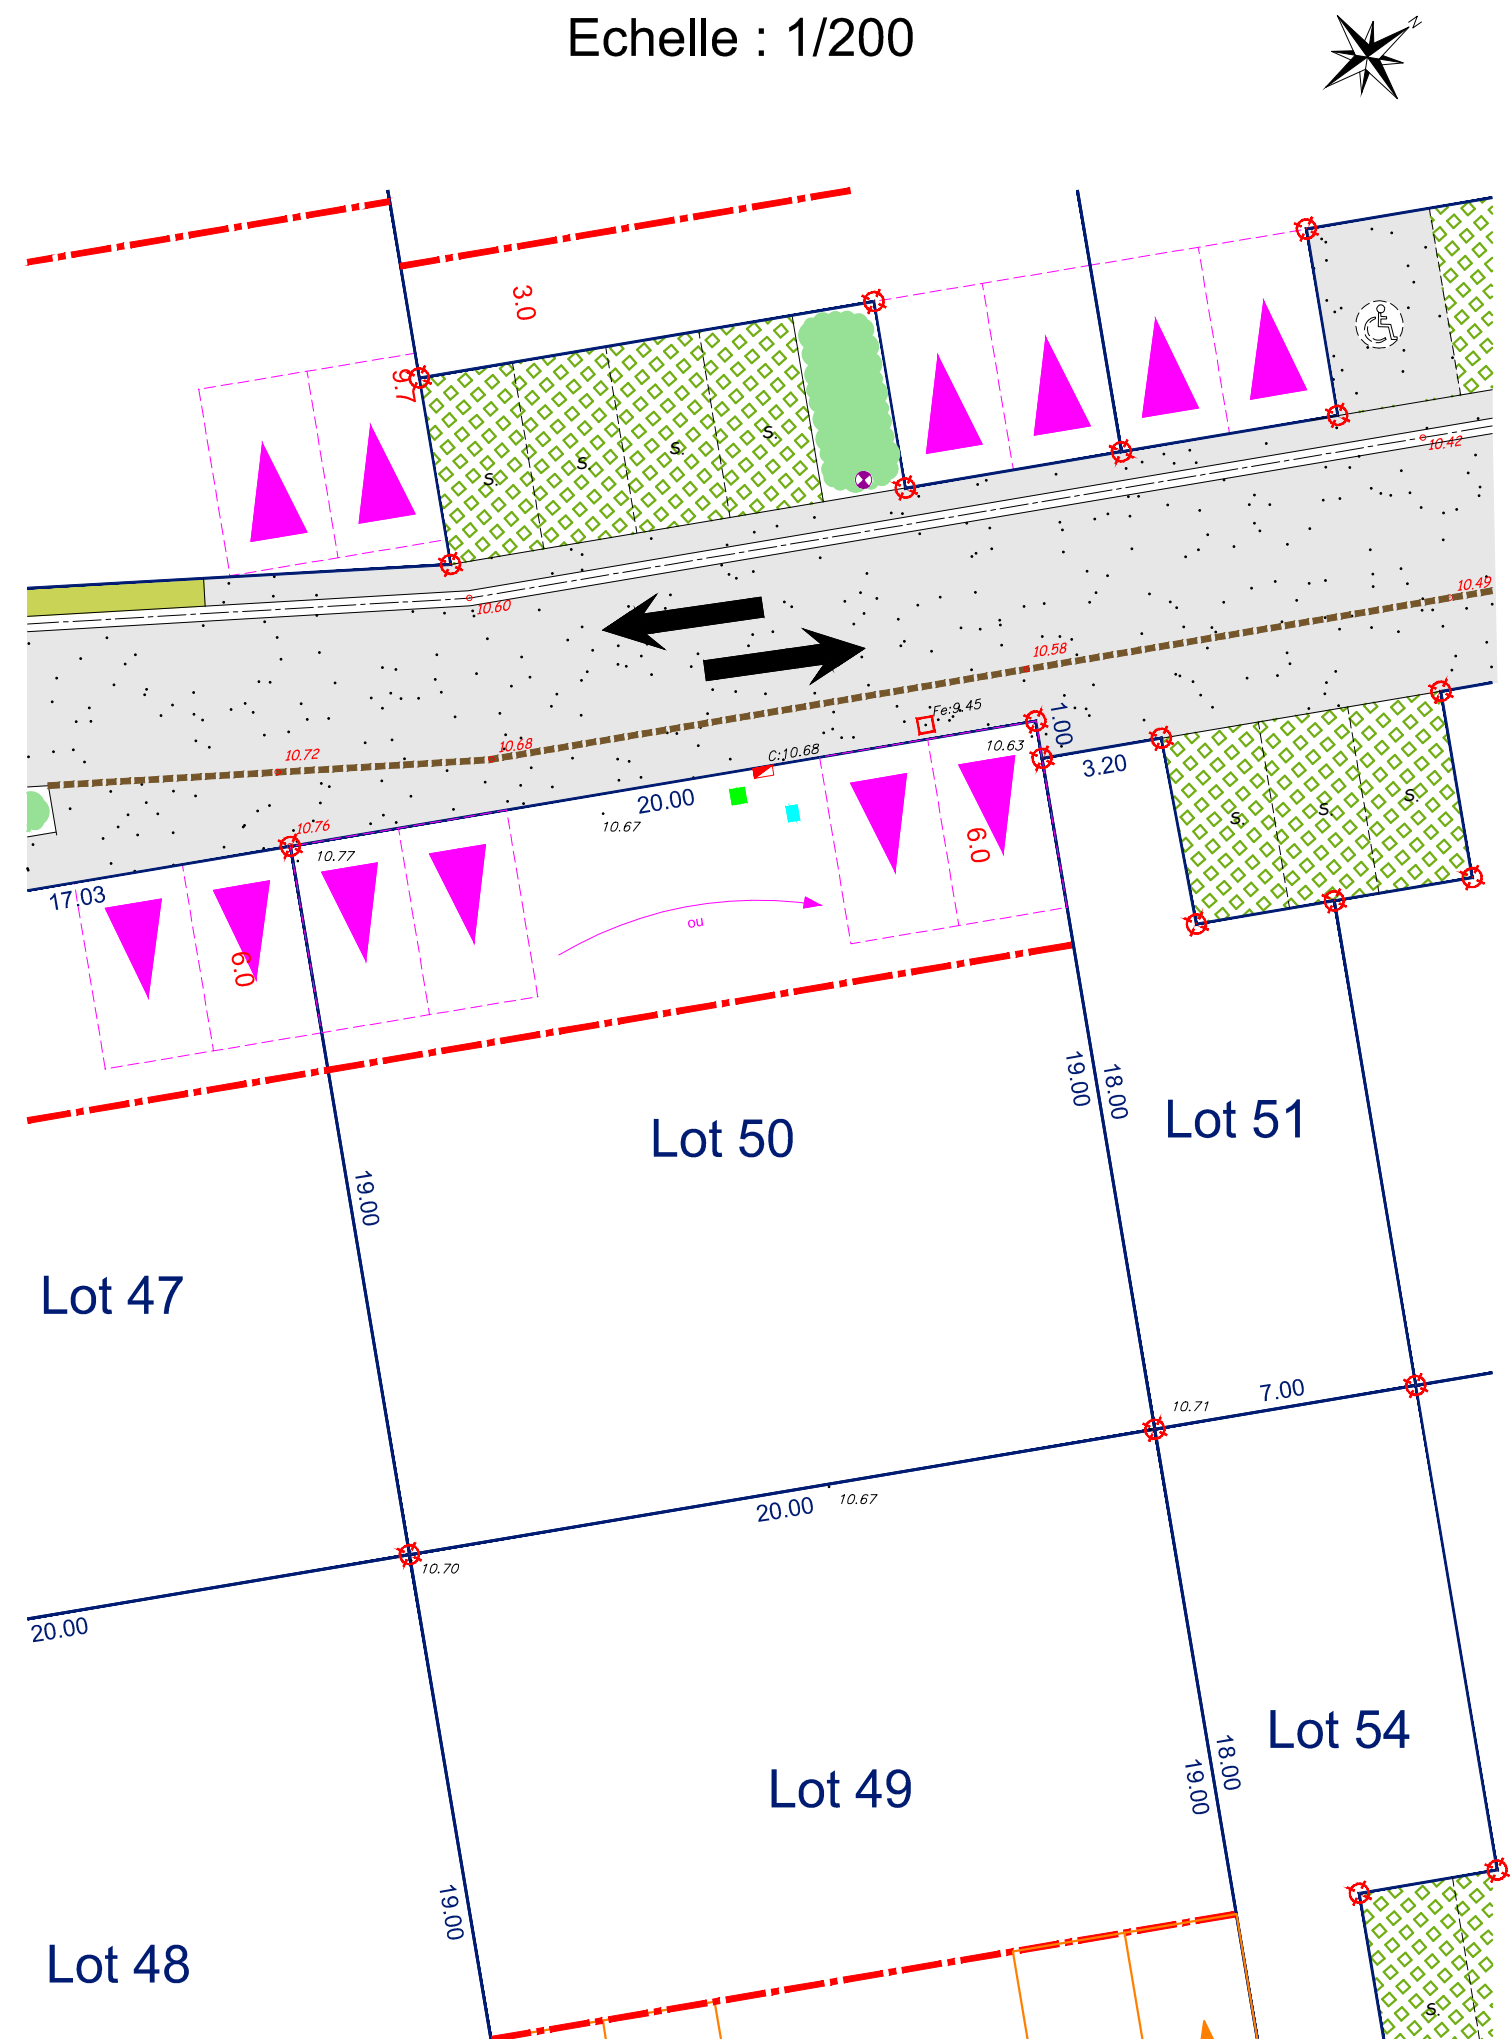 Echelle : 1/200
N
3.0
9.7
S.
S.
S.
S.
10.42
10.60
10.49
10.58
Fe:9.45
1.00
10.72
10.68
C:10.68
10.63
3.20
20.00
10.76
10.77
10.67
6.0
S.
S.
S.
17.03
6.0
ou
19.00
18.00
Lot 50
Lot 51
19.00
Lot 47
7.00
10.71
20.00
10.67
10.70
20.00
Lot 54
18.00
19.00
Lot 49
19.00
Lot 48
S.